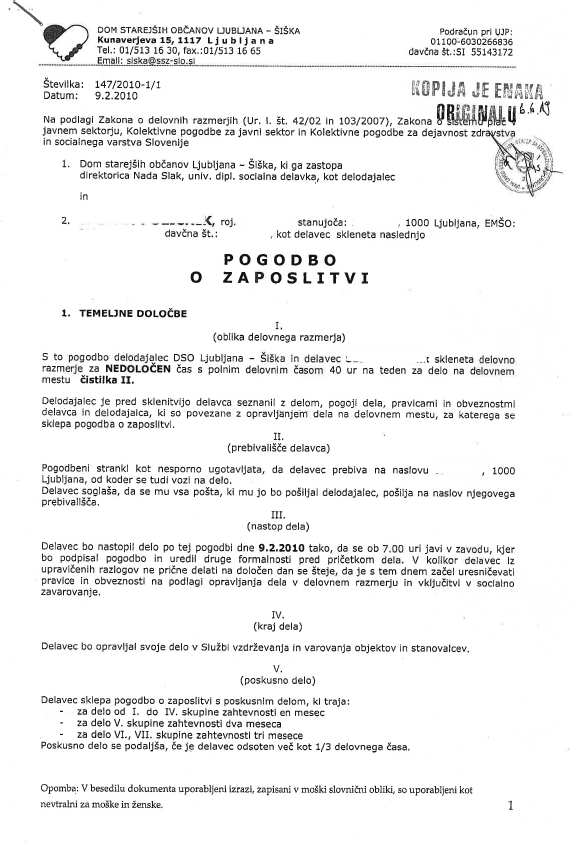 DOM STAREJŠIH OBČANOV LJUBLJANA – ŠIŠKA
Kunaverjeva 15, 1117 Ljubljana
Tel.: 01/513 16 30, fax.:01/513 16 65
Email: siska@ssz-slo.si
Podračun pri UJP:
01100-6030266836
davčna št.:SI 55143172
Številka: 147/2010-1/1
Datum: 9.2.2010
KOPIJA JE ENAKA
ORIGINALU 6.6.19
Na podlagi Zakona o delovnih razmerjih (Ur. l. št. 42/02 in 103/2007), Zakona o sistemu plač v
javnem sektorju, Kolektivne pogodbe za javni sektor in Kolektivne pogodbe za dejavnost zdravstva
in socialnega varstva Slovenije
1. Dom starejših občanov Ljubljana – Šiška, ki ga zastopa
direktorica Nada Slak, univ. dipl. socialna delavka, kot delodajalec
in
2. , roj. stanujoča: , 1000 Ljubljana, EMŠO:
davčna št.: , kot delavec skleneta naslednjo
POGODBO
O ZAPOSLITVI
1. TEMELJNE DOLOČBE
I.
(oblika delovnega razmerja)
S to pogodbo delodajalec DSO Ljubljana – Šiška in delavec skleneta delovno
razmerje za NEDOLOČEN čas s polnim delovnim časom 40 ur na teden za delo na delovnem
mestu čistilka II.
Delodajalec je pred sklenitvijo delavca seznanil z delom, pogoji dela, pravicami in obveznostmi
delavca in delodajalca, ki so povezane z opravljanjem dela na delovnem mestu, za katerega se
sklepa pogodba o zaposlitvi.
II.
(prebivališče delavca)
Pogodbeni stranki kot nesporno ugotavljata, da delavec prebiva na naslovu , 1000
Ljubljana, od koder se tudi vozi na delo.
Delavec soglaša, da se mu vsa pošta, ki mu jo bo pošiljal delodajalec, pošilja na naslov njegovega
prebivališča.
III.
(nastop dela)
Delavec bo nastopil delo po tej pogodbi dne 9.2.2010 tako, da se ob 7.00 uri javi v zavodu, kjer
bo podpisal pogodbo in uredil druge formalnosti pred pričetkom dela. V kolikor delavec iz
upravičenih razlogov ne prične delati na določen dan se šteje, da je s tem dnem začel uresničevati
pravice in obveznosti na podlagi opravljanja dela v delovnem razmerju in vključitvi v socialno
zavarovanje.
IV.
(kraj dela)
Delavec bo opravljal svoje delo v Službi vzdrževanja in varovanja objektov in stanovalcev.
V.
(poskusno delo)
Delavec sklepa pogodbo o zaposlitvi s poskusnim delom, ki traja:
- za delo od I. do IV. skupine zahtevnosti en mesec
- za delo V. skupine zahtevnosti dva meseca
- za delo VI., VII. skupine zahtevnosti tri mesece
Poskusno delo se podaljša, če je delavec odsoten več kot 1/3 delovnega časa.
Opomba: V besedilu dokumenta uporabljeni izrazi, zapisani v moški slovnični obliki, so uporabljeni kot
nevtralni za moške in ženske.
1